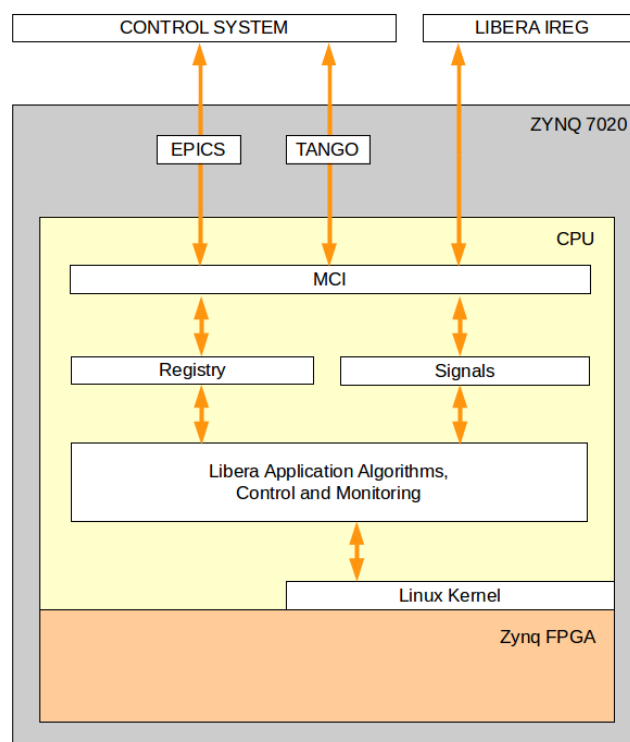 CONTROL SYSTEM
LIBERA IREG
ZYNQ 7020
EPICS
TANGO
CPU
MCI
Registry
Signals
Libera Application Algorithms,
Control and Monitoring
Linux Kernel
Zynq FPGA